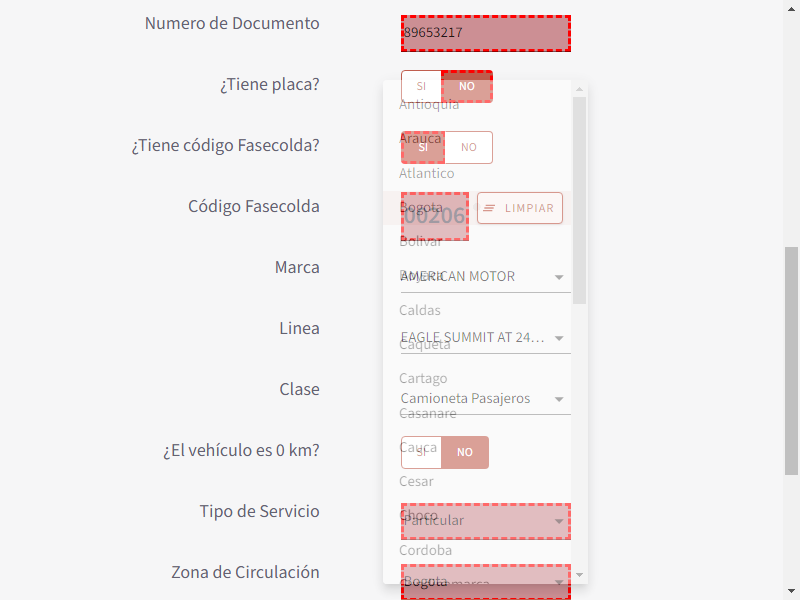 Numero de Documento
89653217
¿Tiene placa?
SI NO
Antioquia
¿Tiene código Fasecolda?
Arauca
SI NO
Atlantico
Código Fasecolda
Bogota
00206
LIMPIAR
Bolivar
Marca
AMERICAN MOTOR
Caldas
Linea
EAGLE SUMMIT AT 24...
Caqueta
Cartago
Clase
Camioneta Pasajeros
Casanare
¿El vehículo es 0 km?
Cauca
SI NO
Cesar
Tipo de Servicio
Choco
Particular
Cordoba
Zona de Circulación
Bogota